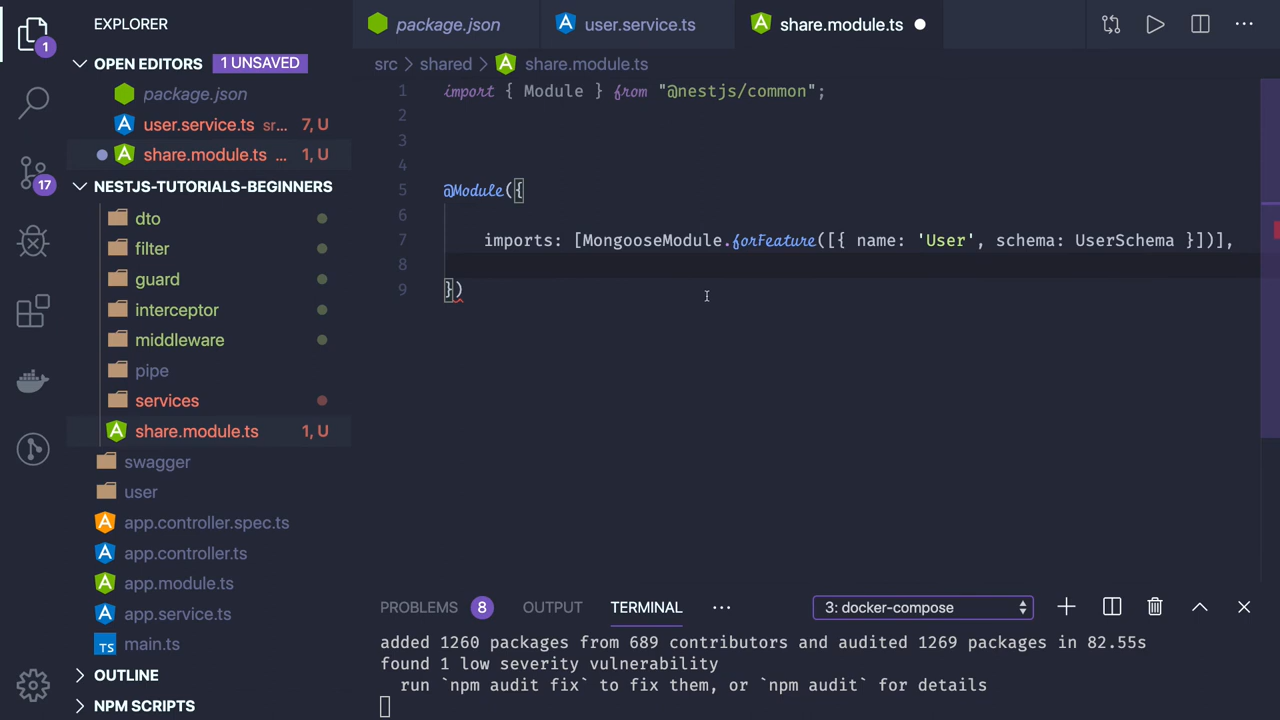 EXPLORER
OPEN EDITORS 1 UNSAVED
package.json
user.service.ts sr... 7, U
share.module.ts ... 1, U
NESTJS-TUTORIALS-BEGINNERS
dto
filter
guard
interceptor
middleware
pipe
services
share.module.ts 1, U
swagger
user
app.controller.spec.ts
app.controller.ts
app.module.ts
app.service.ts
TS main.ts
OUTLINE
NPM SCRIPTS
1
17
package.json user.service.ts share.module.ts
src > shared > share.module.ts
1 import { Module } from "@nestjs/common";
2
3
4
5 @Module({
6
7 imports: [MongooseModule.forFeature([{ name: 'User', schema: UserSchema }])],
8
9 })
PROBLEMS 8 OUTPUT TERMINAL ... 3: docker-compose
added 1260 packages from 689 contributors and audited 1269 packages in 82.55s
found 1 low severity vulnerability
run `npm audit fix` to fix them, or `npm audit` for details